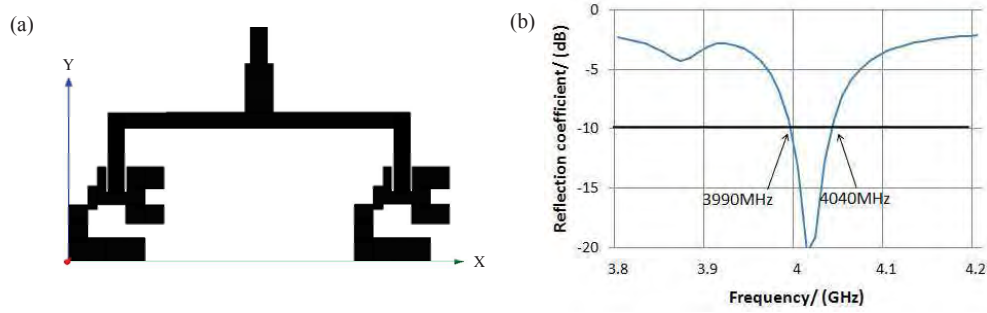 (a)
Y
X
(b)
Reflection coefficient/ (dB)
0
-5
-10
-15
-20
3990MHz
4040MHz
3.8
3.9
4
4.1
4.2
Frequency/ (GHz)